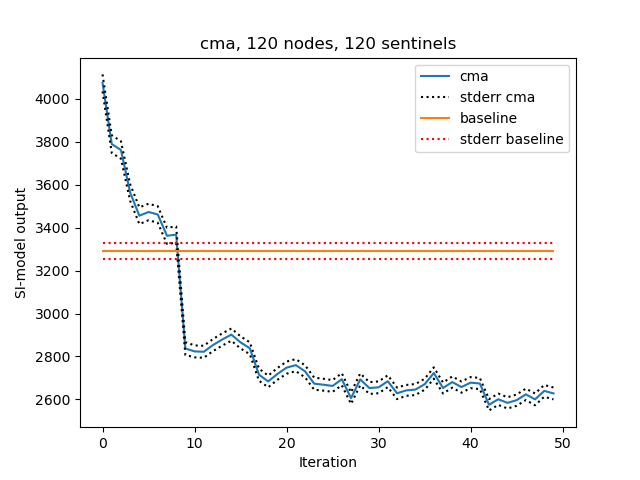 cma, 120 nodes, 120 sentinels
cma
stderr cma
baseline
stderr baseline
SI-model output
4000
3800
3600
3400
3200
3000
2800
2600
0 10 20 30 40 50
Iteration